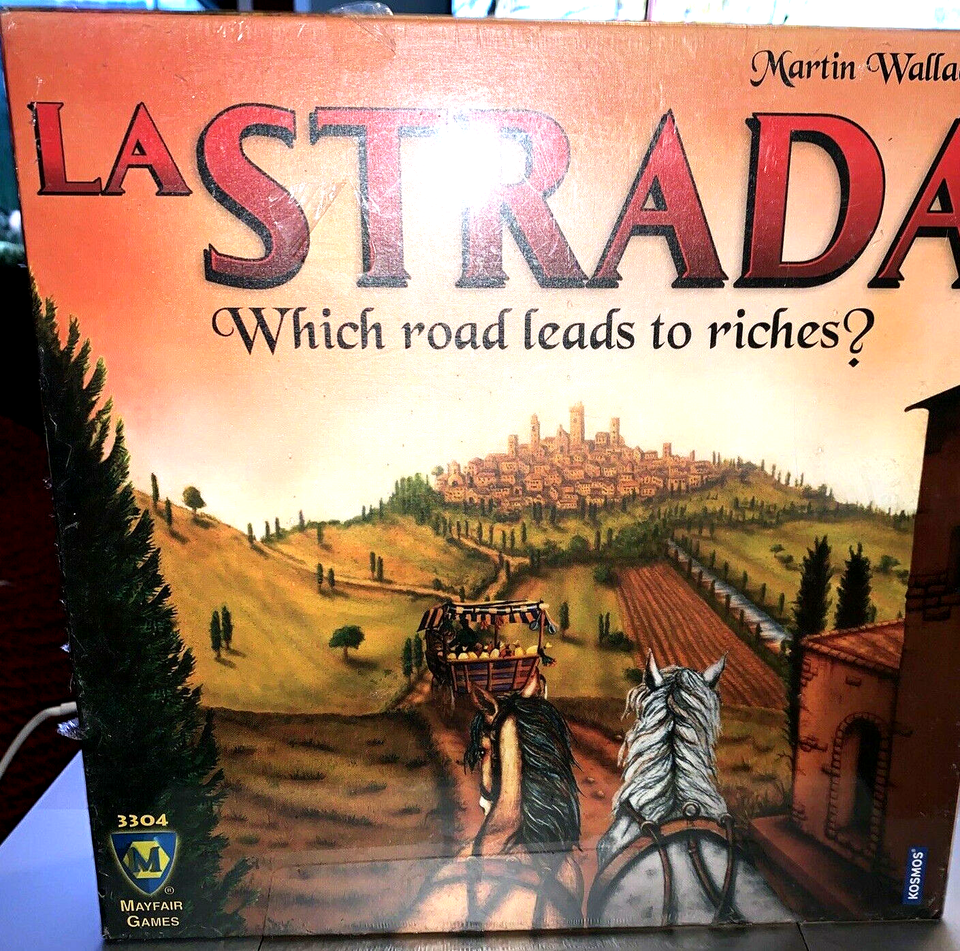 Martin Walla
LA STRADA
Which road leads to riches?
3304
M
®
MAYFAIR
GAMES
KOSMOS®